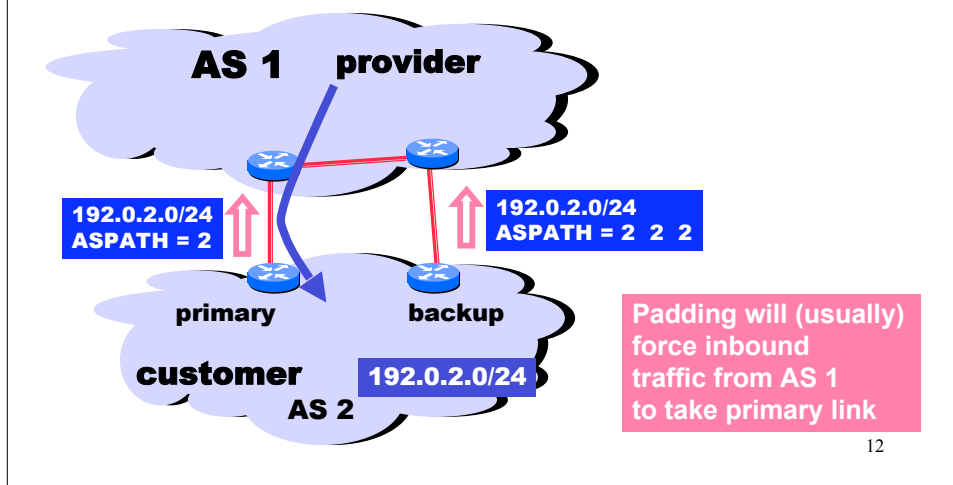 AS 1
provider
192.0.2.0/24
ASPATH = 2
192.0.2.0/24
ASPATH = 2 2 2
primary
backup
customer
192.0.2.0/24
AS 2
Padding will (usually)
force inbound
traffic from AS 1
to take primary link
12